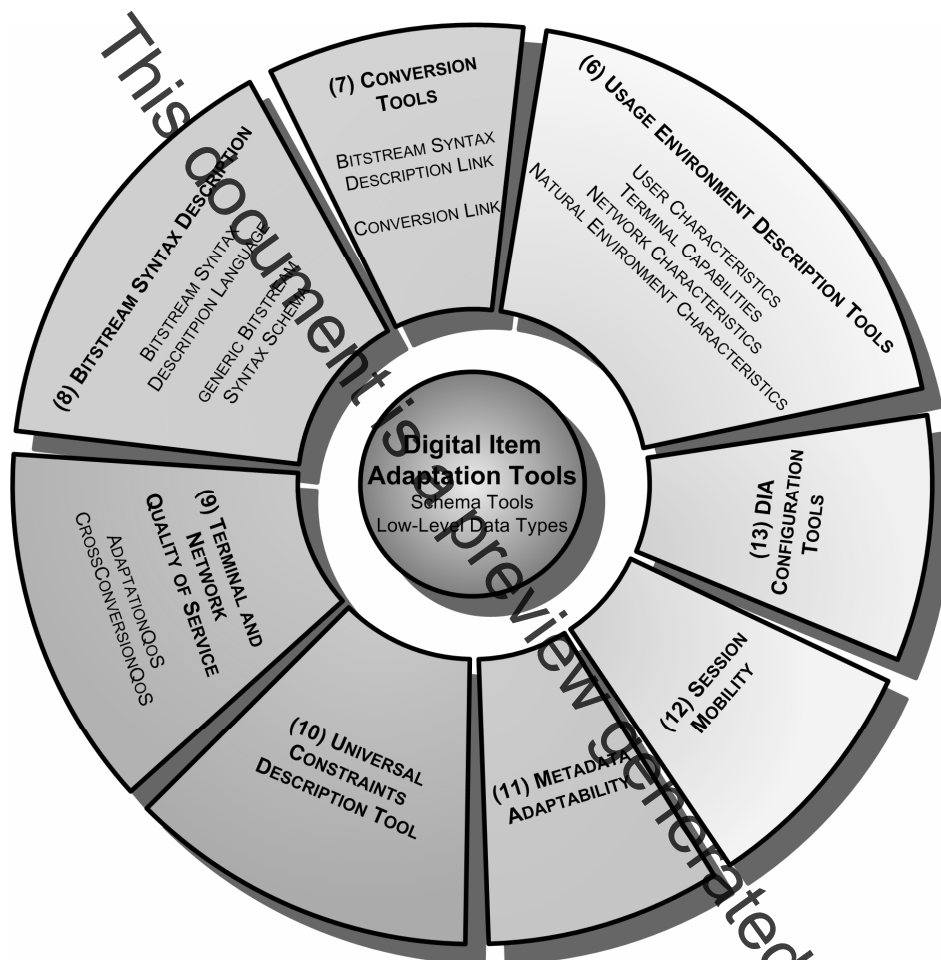 (6) USAGE ENVIRONMENT DESCRIPTION TOOLS
USER CHARACTERISTICS
TERMINAL CAPABILITIES
NETWORK CHARACTERISTICS
NATURAL ENVIRONMENT CHARACTERISTICS
(7) CONVERSION
TOOLS
BITSTREAM SYNTAX
DESCRIPTION LINK
CONVERSION LINK
(8) BITSTREAM SYNTAX DESCRIPTION
BITSTREAM SYNTAX
DESCRITPION LANGUAGE
GENERIC BITSTREAM
SYNTAX SCHEMA
(9) TERMINAL AND
NETWORK
QUALITY OF SERVICE
ADAPTATIONQOS
CROSSCONVERSIONQOS
(10) UNIVERSAL
CONSTRAINTS
DESCRIPTION TOOL
(11) METADATA
ADAPTABILITY
(12) SESSION
MOBILITY
(13) DIA
CONFIGURATION
TOOLS
Digital Item
Adaptation Tools
Schema Tools
Low-Level Data Types
This document is a preview generated